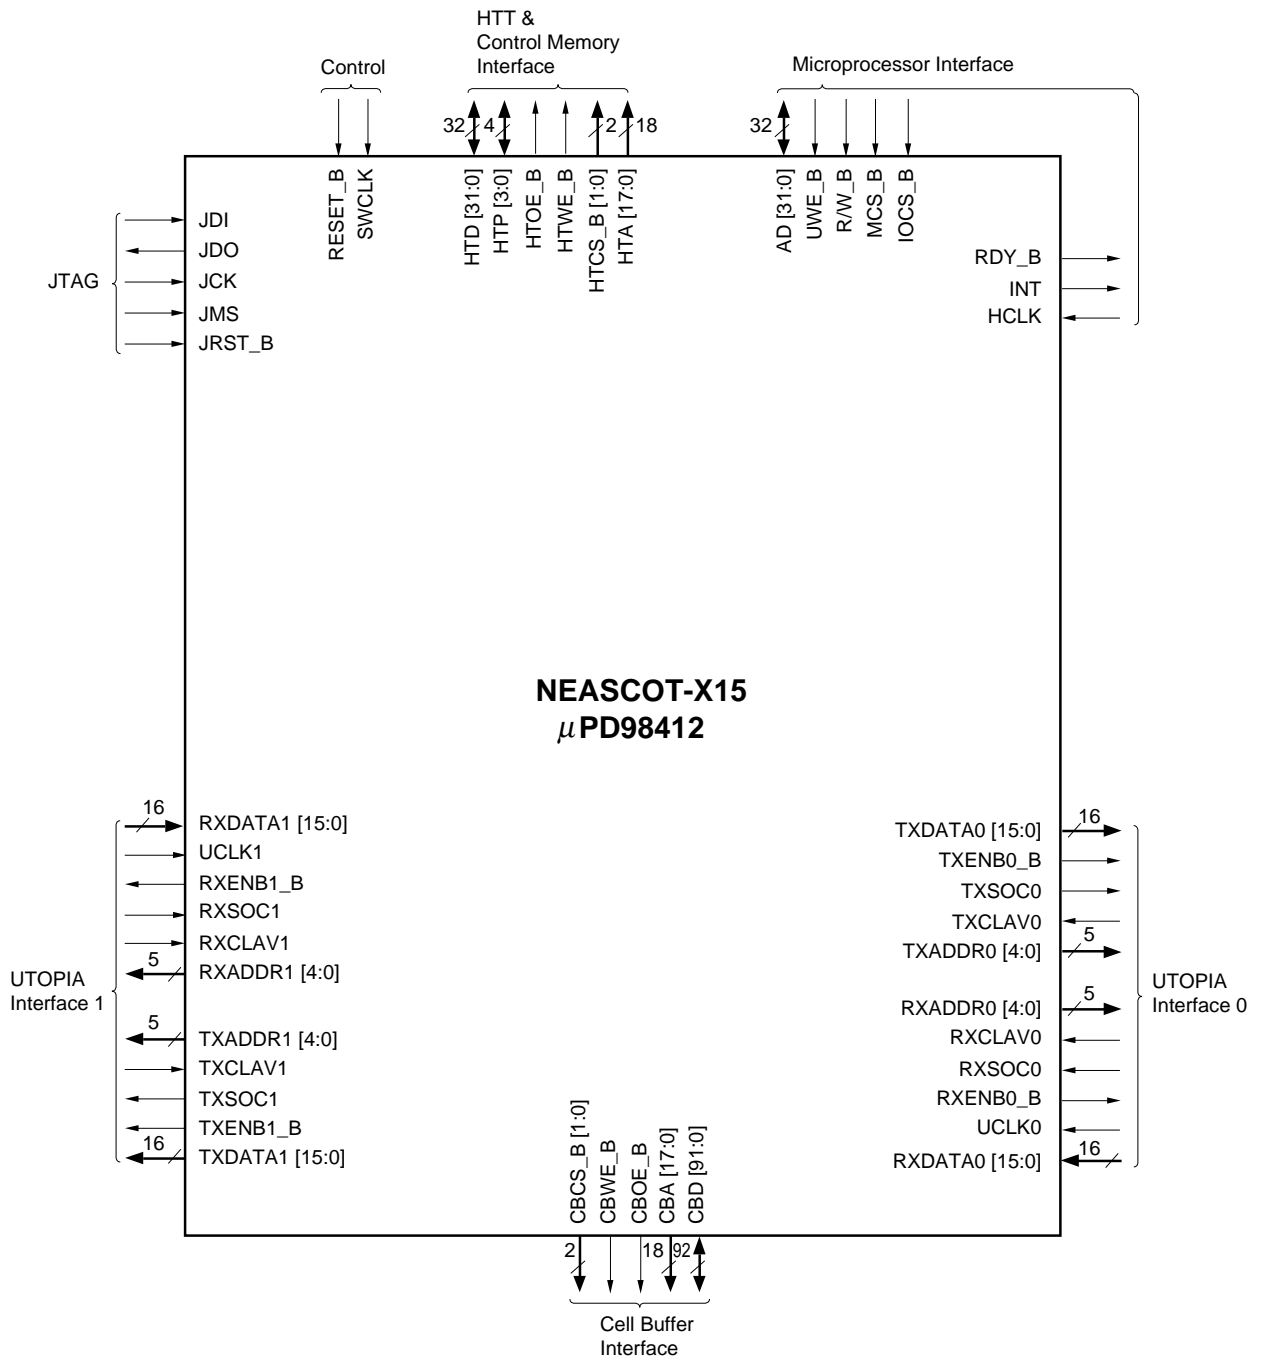 HTT &
Control Memory
Interface
Control
Microprocessor Interface
32
4
2
18
32
RESET_B
SWCLK
HTD [31:0]
HTP [3:0]
HTOE_B
HTWE_B
HTCS_B [1:0]
HTA [17:0]
AD [31:0]
UWE_B
R/W_B
MCS_B
IOCS_B
JTAG
JDI
JDO
JCK
JMS
JRST_B
RDY_B
INT
HCLK
NEASCOT-X15
μPD98412
UTOPIA
Interface 1
16
RXDATA1 [15:0]
UCLK1
RXENB1_B
RXSOC1
RXCLAV1
5
RXADDR1 [4:0]
5
TXADDR1 [4:0]
TXCLAV1
TXSOC1
TXENB1_B
16
TXDATA1 [15:0]
TXDATA0 [15:0]
16
TXENB0_B
TXSOC0
TXCLAV0
TXADDR0 [4:0]
5
RXADDR0 [4:0]
5
RXCLAV0
RXSOC0
RXENB0_B
UCLK0
RXDATA0 [15:0]
16
UTOPIA
Interface 0
CBCS_B [1:0]
CBWE_B
CBOE_B
CBA [17:0]
CBD [91:0]
2
18
92
Cell Buffer
Interface